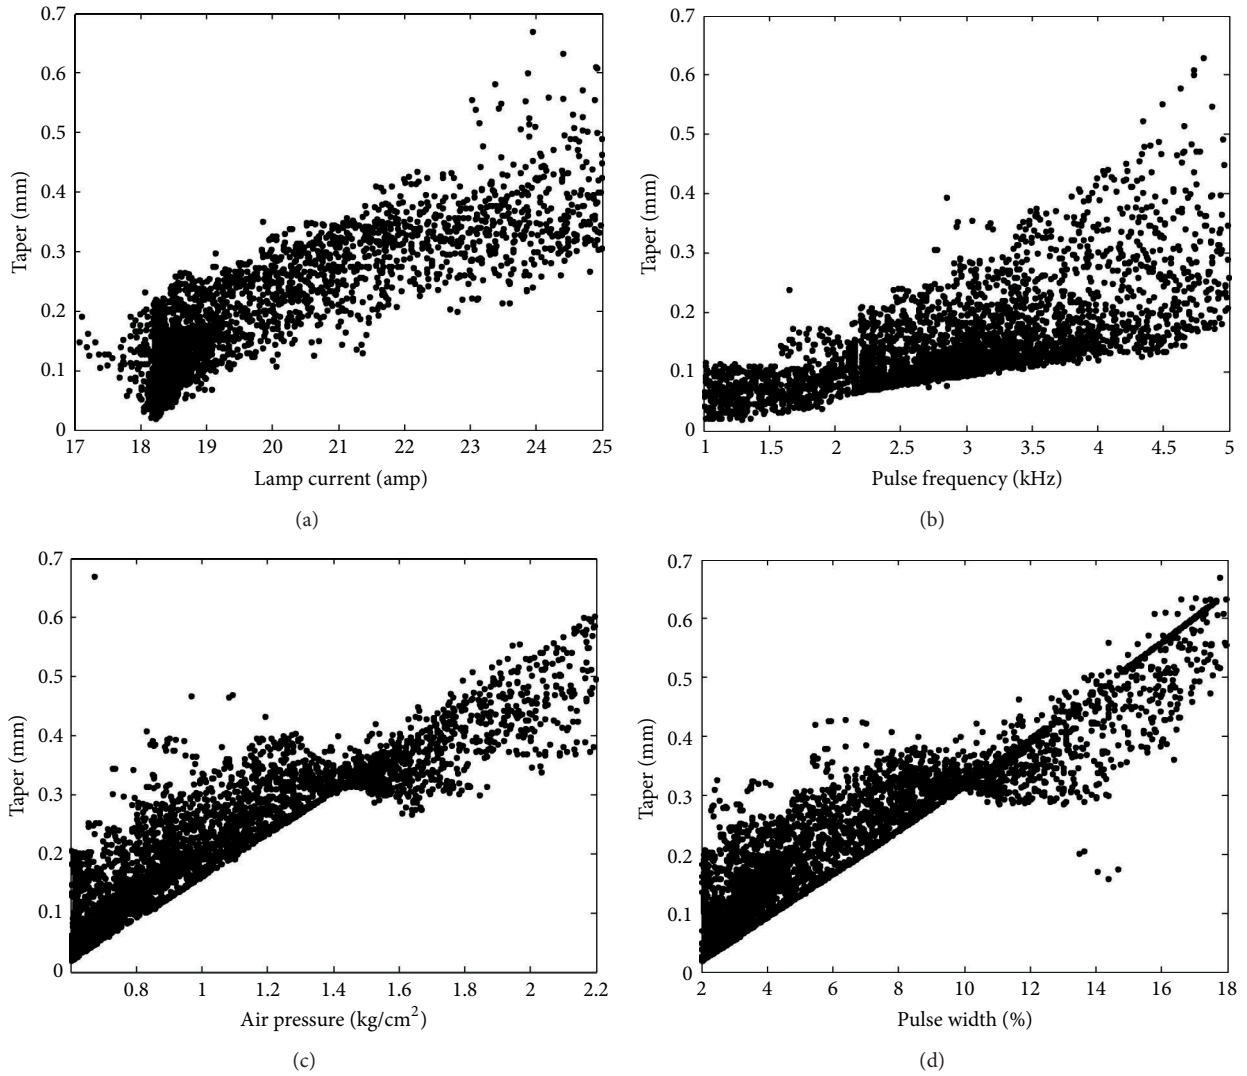 0.7
0.6
0.5
0.4
0.3
0.2
0.1
0
Taper (mm)
17 18 19 20 21 22 23 24 25
Lamp current (amp)
(a)
0.7
0.6
0.5
0.4
0.3
0.2
0.1
0
Taper (mm)
1 1.5 2 2.5 3 3.5 4 4.5 5
Pulse frequency (kHz)
(b)
0.7
0.6
0.5
0.4
0.3
0.2
0.1
0
Taper (mm)
0.8 1 1.2 1.4 1.6 1.8 2 2.2
Air pressure (kg/cm²)
(c)
0.7
0.6
0.5
0.4
0.3
0.2
0.1
0
Taper (mm)
2 4 6 8 10 12 14 16 18
Pulse width (%)
(d)